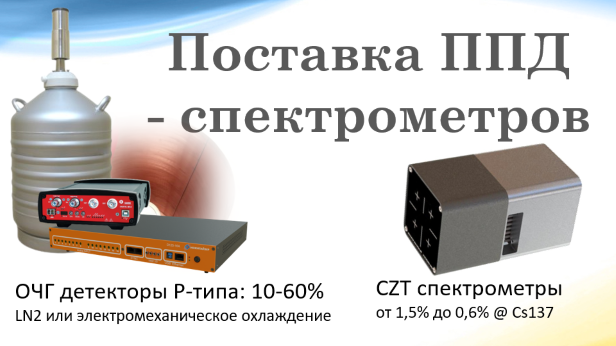 Поставка ППД
- спектрометров
ОЧГ детекторы P-типа: 10-60%
LN2 или электромеханическое охлаждение
CZT спектрометры
от 1,5% до 0,6% @ Cs137